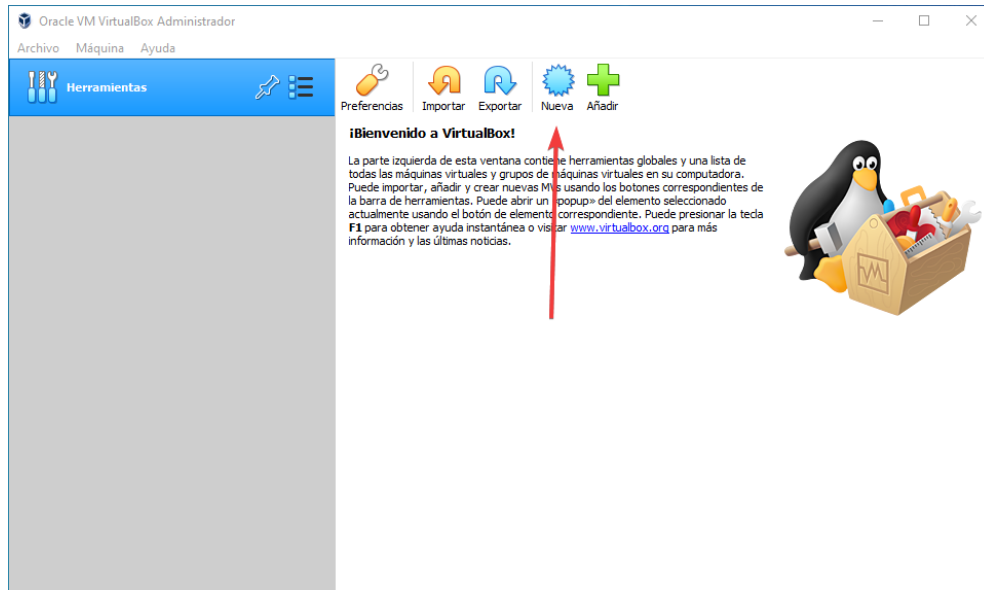 Oracle VM VirtualBox Administrador
Archivo Máquina Ayuda
Herramientas
Preferencias Importar Exportar Nueva Añadir
¡Bienvenido a VirtualBox!
La parte izquierda de esta ventana contiene herramientas globales y una lista de
todas las máquinas virtuales y grupos de máquinas virtuales en su computadora.
Puede importar, añadir y crear nuevas MVs usando los botones correspondientes de
la barra de herramientas. Puede abrir un «popup» del elemento seleccionado
actualmente usando el botón de elemento correspondiente. Puede presionar la tecla
F1 para obtener ayuda instantánea o visitar www.virtualbox.org para más
información y las últimas noticias.